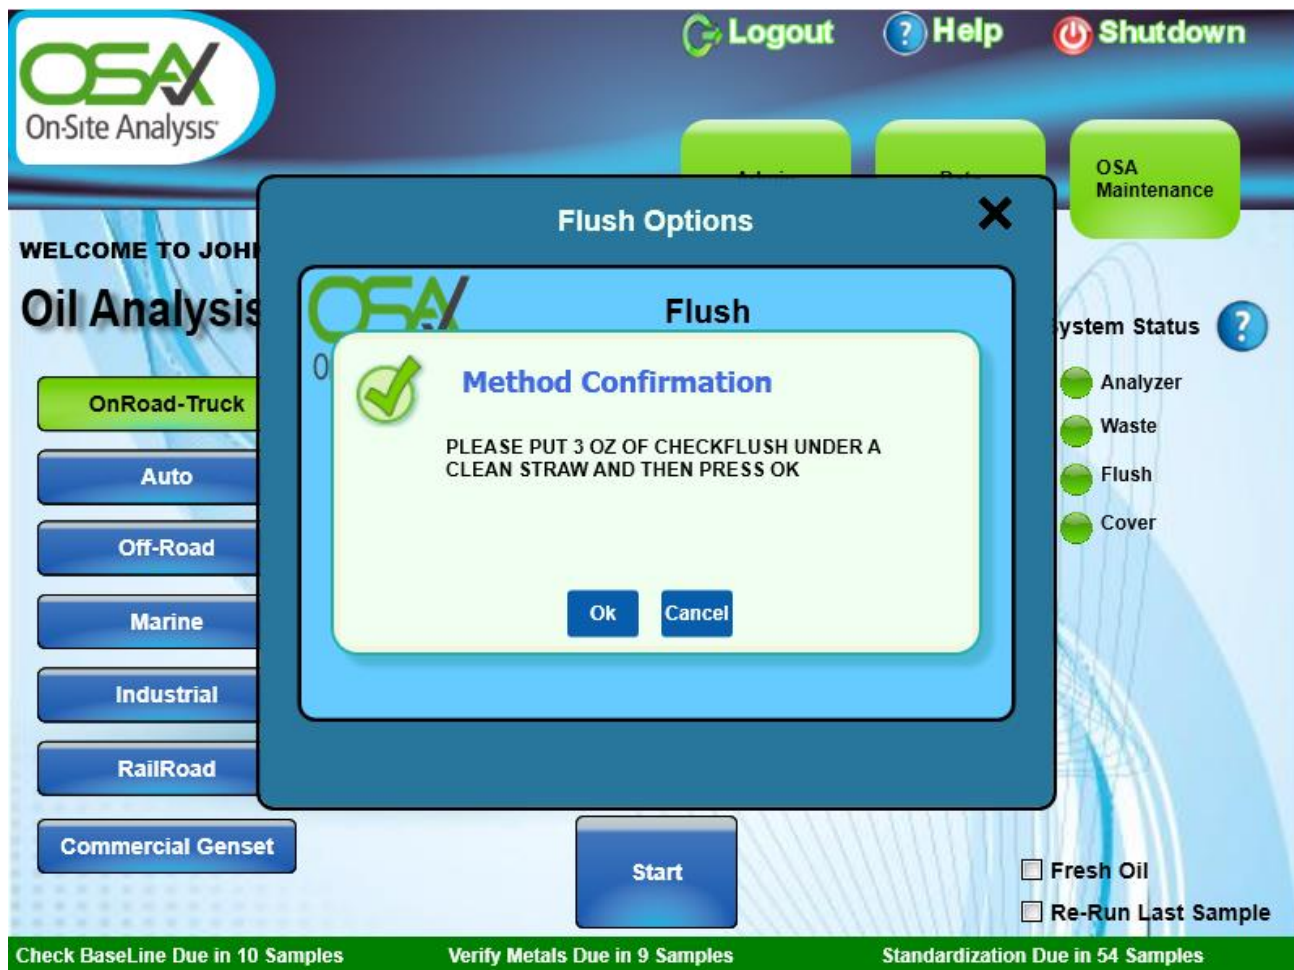 Logout
Help
Shutdown
OSA
On-Site Analysis
OSA
Maintenance
Flush Options
WELCOME TO JOH
Oil Analysis
OSA
Flush
System Status
OnRoad-Truck
Method Confirmation
Analyzer
PLEASE PUT 3 OZ OF CHECKFLUSH UNDER A
CLEAN STRAW AND THEN PRESS OK
Waste
Auto
Flush
Cover
Off-Road
Marine
Ok
Cancel
Industrial
RailRoad
Commercial Genset
Start
Fresh Oil
Re-Run Last Sample
Check BaseLine Due in 10 Samples
Verify Metals Due in 9 Samples
Standardization Due in 54 Samples